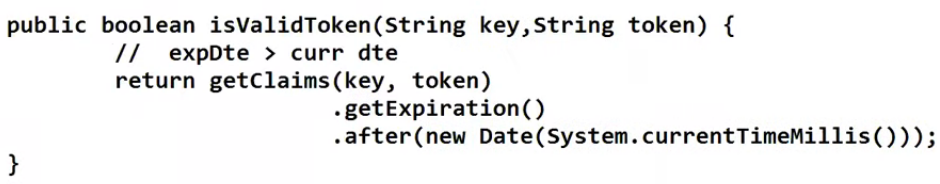 public boolean isValidToken(String key,String token) {
//  expDte > curr dte
return getClaims(key, token)
.getExpiration()
.after(new Date(System.currentTimeMillis()));
}